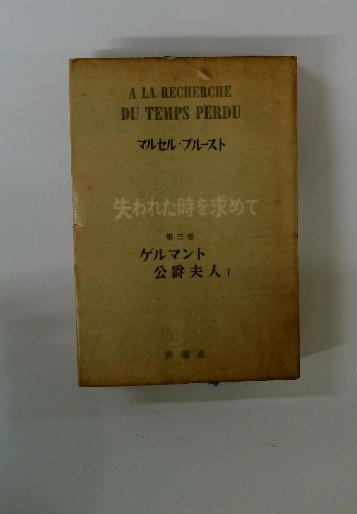 A LA RECHERCHE
DU TEMPS PERDU
マルセル・プルースト
失われた時を求めて
第三巻
ゲルマント
公爵夫人 I
新潮社